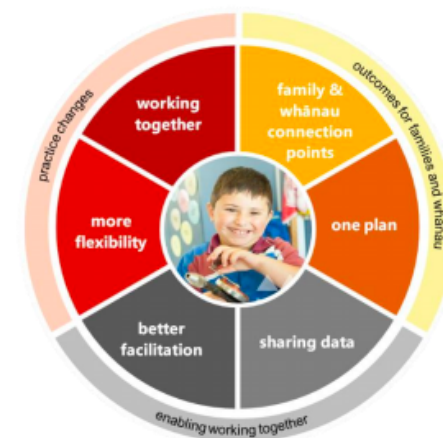 practice changes
outcomes for families and whānau
working
together
family &
whānau
connection
points
more
flexibility
one plan
better
facilitation
sharing data
enabling working together